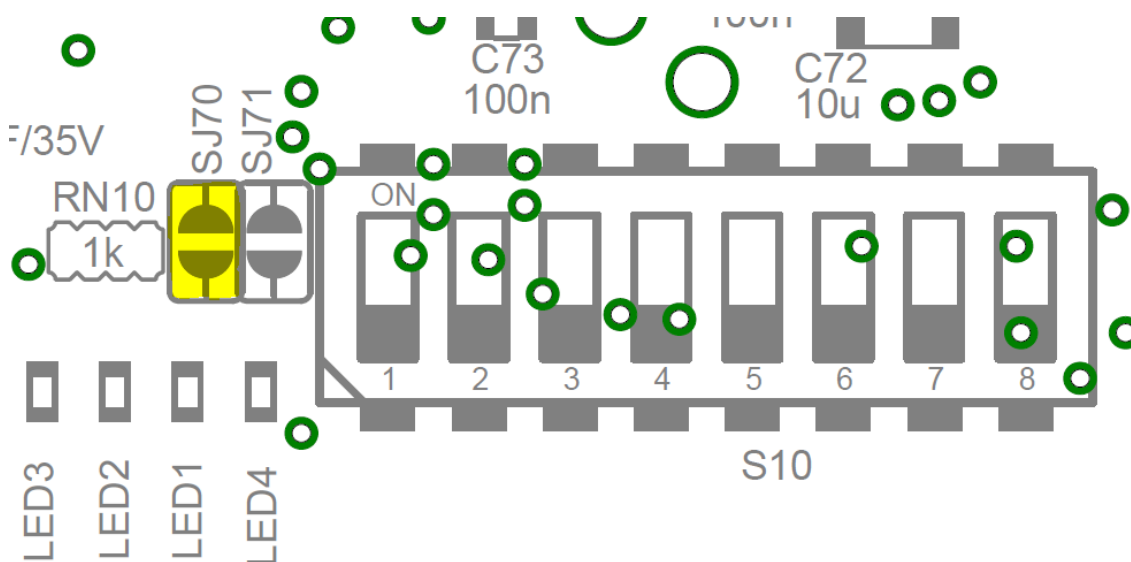 100n
C73
100n
C72
10u
F/35V
SJ70
SJ71
RN10
1k
ON
1 2 3 4 5 6 7 8
S10
LED3
LED2
LED1
LED4